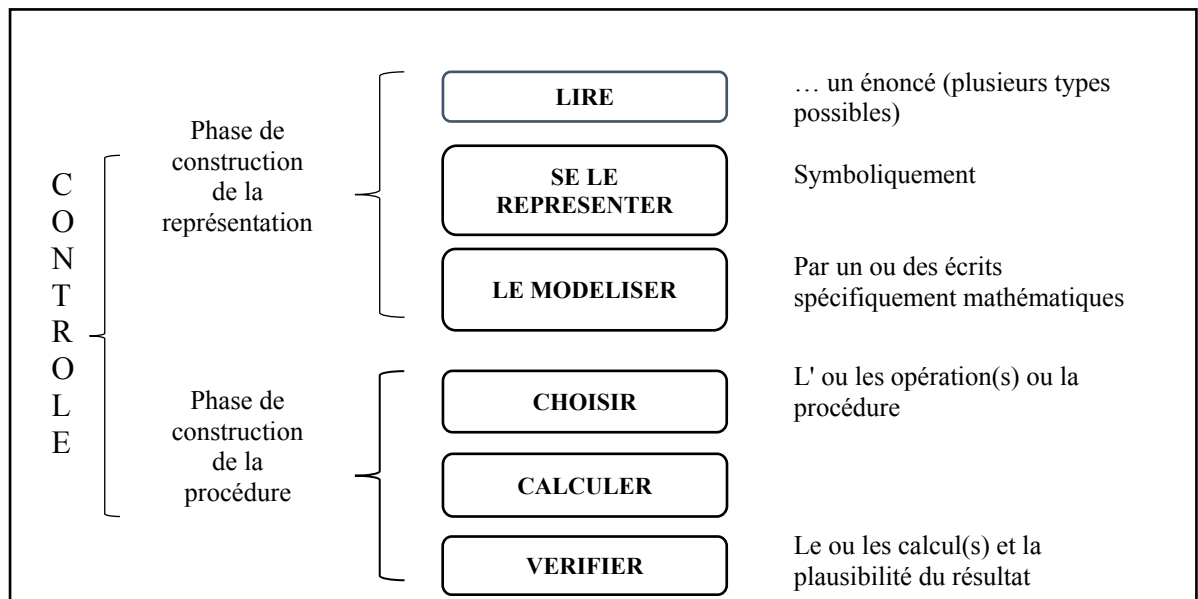 C
O
N
T
R
O
L
E
Phase de
construction
de la
représentation
LIRE
… un énoncé (plusieurs types
possibles)
SE LE
REPRESENTER
Symboliquement
LE MODELISER
Par un ou des écrits
spécifiquement mathématiques
Phase de
construction
de la
procédure
CHOISIR
L' ou les opération(s) ou la
procédure
CALCULER
VERIFIER
Le ou les calcul(s) et la
plausibilité du résultat